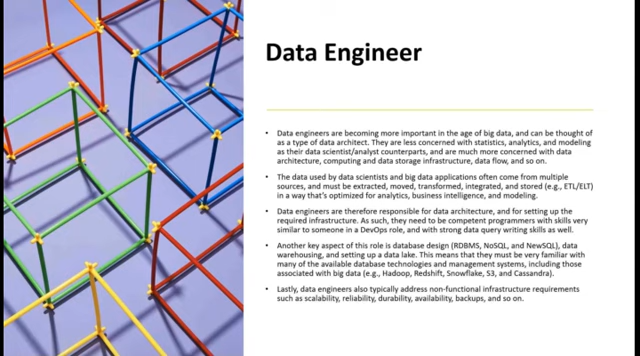 Data Engineer
• Data engineers are becoming more important in the age of big data, and can be thought of
as a type of data architect. They are less concerned with statistics, analytics, and modeling
as their data scientist/analyst counterparts, and are much more concerned with data
architecture, computing and data storage infrastructure, data flow, and so on.
• The data used by data scientists and big data applications often come from multiple
sources, and must be extracted, moved, transformed, integrated, and stored (e.g., ETL/ELT)
in a way that's optimized for analytics, business intelligence, and modeling.
• Data engineers are therefore responsible for data architecture, and for setting up the
required infrastructure. As such, they need to be competent programmers with skills very
similar to someone in a DevOps role, and with strong data query writing skills as well.
• Another key aspect of this role is database design (RDBMS, NoSQL, and NewSQL), data
warehousing, and setting up a data lake. This means that they must be very familiar with
many of the available database technologies and management systems, including those
associated with big data (e.g., Hadoop, Redshift, Snowflake, S3, and Cassandra).
• Lastly, data engineers also typically address non-functional infrastructure requirements
such as scalability, reliability, durability, availability, backups, and so on.